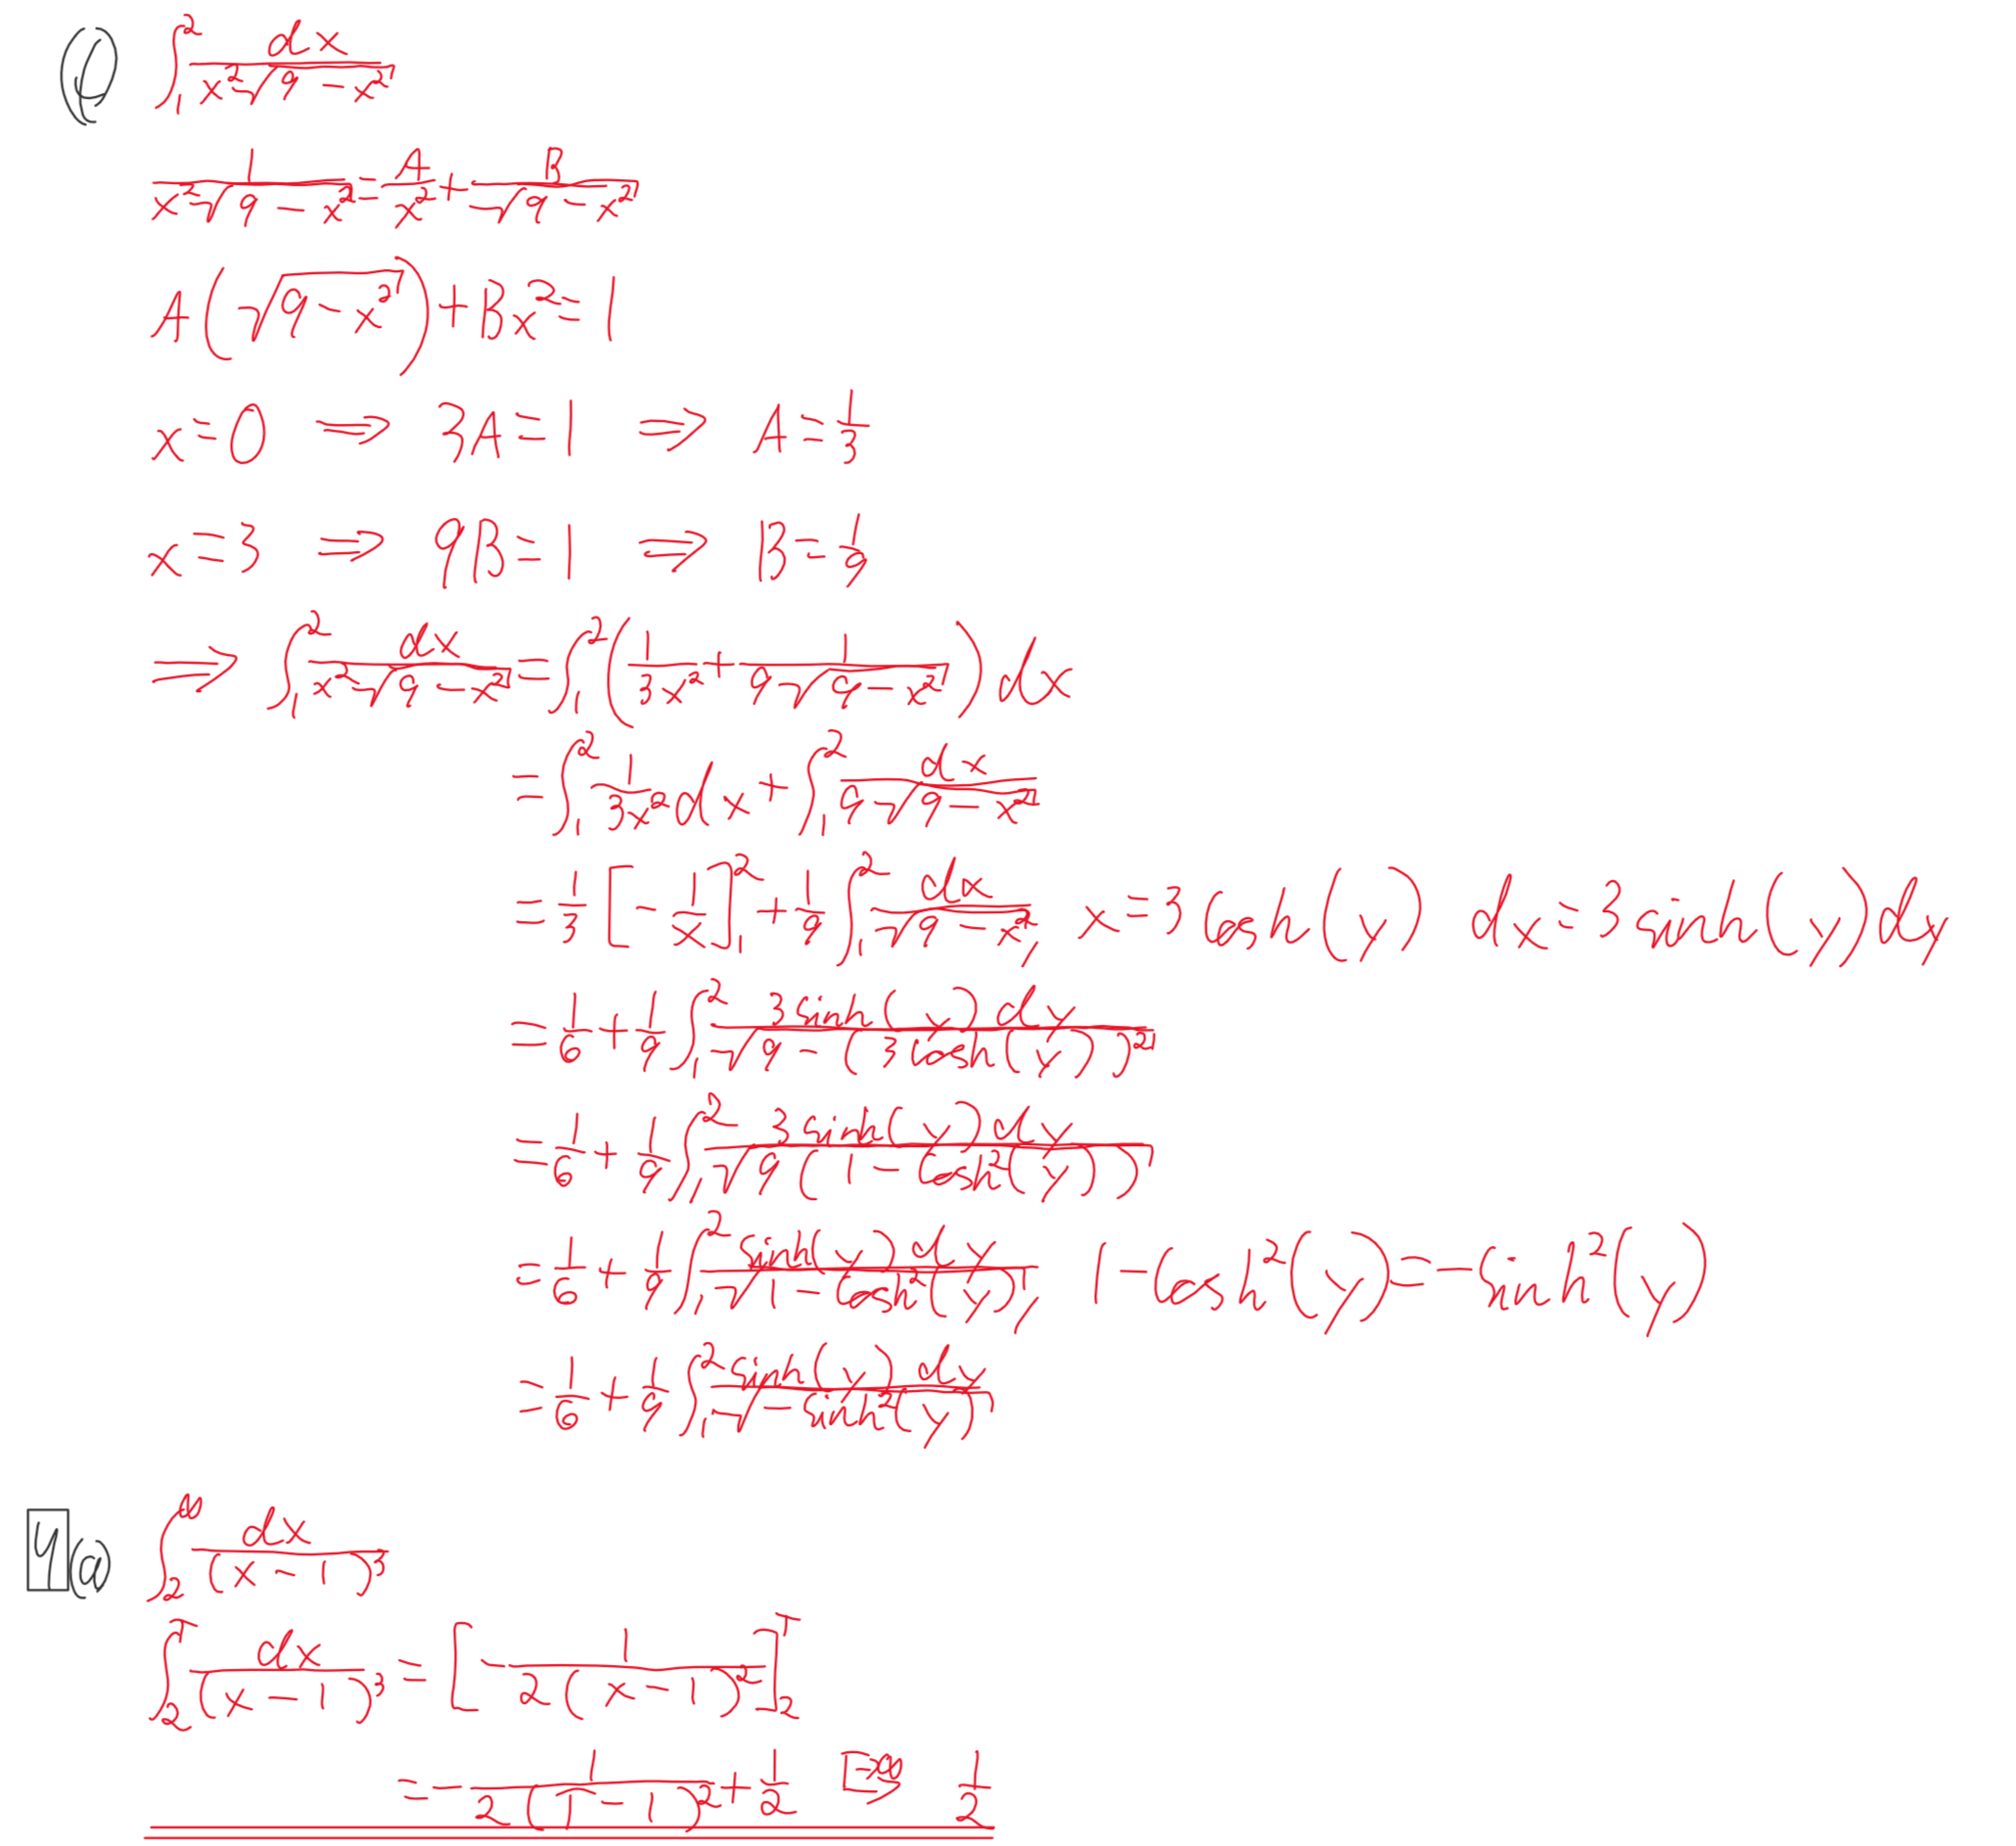 (l) ∫₁² dx / (x²√(9 − x²))
1 / (x²√(9 − x²)) = A/x² + B/√(9 − x²)
A(√(9 − x²)) + Bx² = 1
x = 0 ⟹ 3A = 1 ⟹ A = 1/3
x = 3 ⟹ 9B = 1 ⟹ B = 1/9
⟹ ∫₁² dx / (x²√(9 − x²)) = ∫₁² (1/(3x²) + 1/(9√(9 − x²))) dx
= ∫₁² 1/(3x²) dx + ∫₁² dx / (9√(9 − x²))
= 1/3 [−1/x]₁² + 1/9 ∫₁² dx / √(9 − x²), x = 3cosh(y) dx = 3sinh(y)dy
= 1/6 + 1/9 ∫₁² 3sinh(y)dy / √(9 − (3cosh(y))²)
= 1/6 + 1/9 ∫₁² 3sinh(y)dy / √(9(1 − cosh²(y)))
= 1/6 + 1/9 ∫₁² sinh(y)dy / √(1 − cosh²(y)), 1 − cosh²(y) = −sinh²(y)
= 1/6 + 1/9 ∫₁² sinh(y)dy / √(−sinh²(y))
4(a) ∫₂^∞ dx / (x − 1)³
∫₂^T dx / (x − 1)³ = [−1/(2(x − 1)²)]₂^T
= −1/(2(T − 1)²) + 1/2 T→∞ ⟹ 1/2